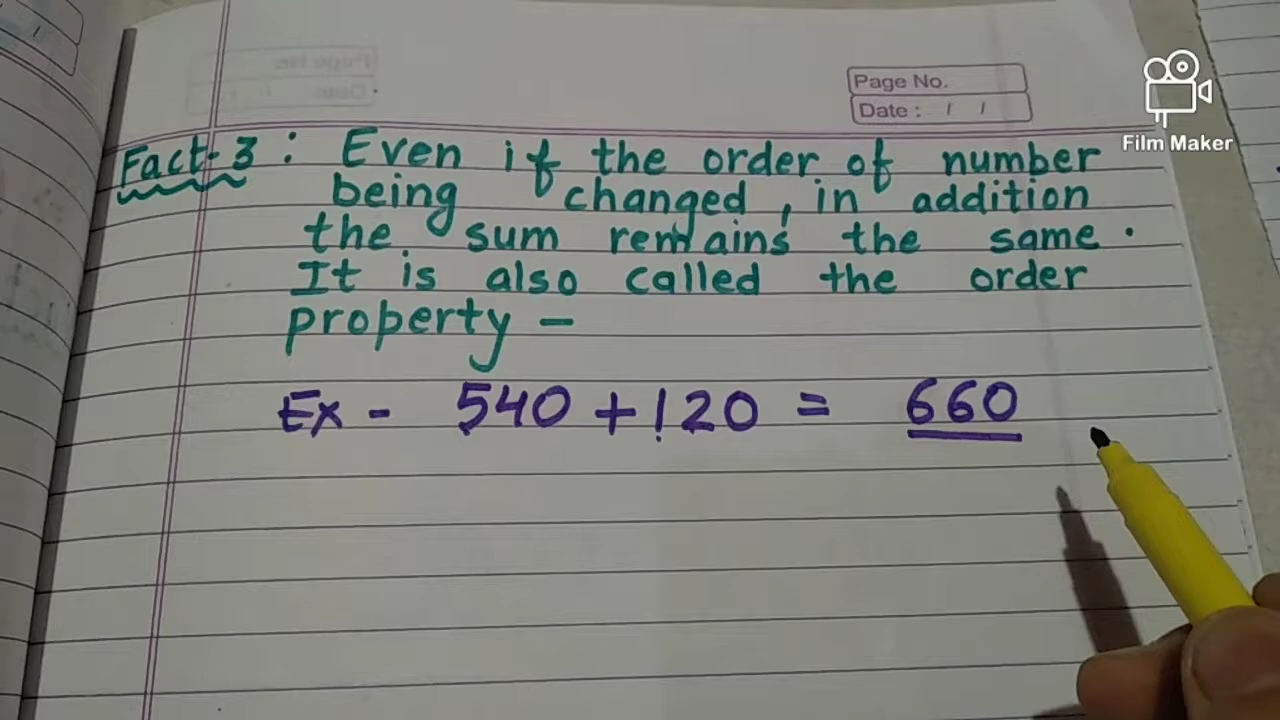 Page No.
Date : / /
Film Maker
Fact-3 : Even if the order of number
being changed, in addition
the sum remains the same.
It is also called the order
property -
Ex - 540 + 120 = 660